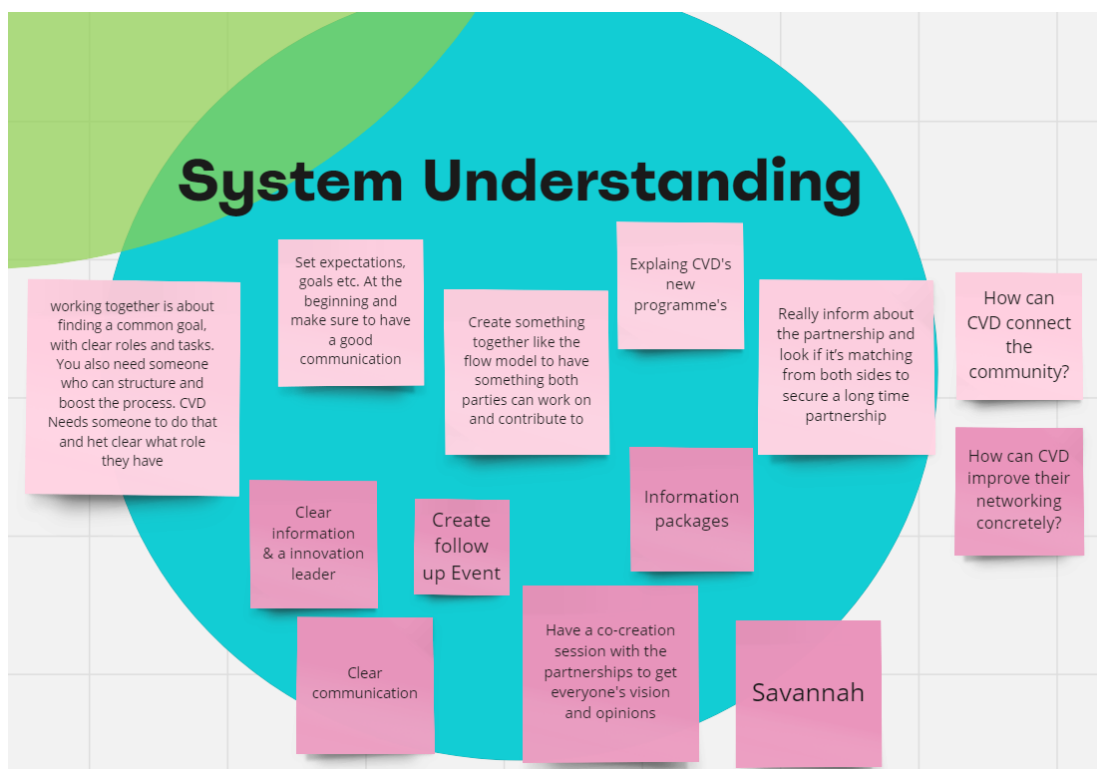 System Understanding
working together is about
finding a common goal,
with clear roles and tasks.
You also need someone
who can structure and
boost the process. CVD
Needs someone to do that
and het clear what role
they have
Set expectations,
goals etc. At the
beginning and
make sure to have
a good
communication
Create something
together like the
flow model to have
something both
parties can work on
and contribute to
Explaing CVD's
new
programme's
Really inform about
the partnership and
look if it’s matching
from both sides to
secure a long time
partnership
How can
CVD connect
the
community?
Clear
information
& a innovation
leader
Create
follow
up Event
Information
packages
How can CVD
improve their
networking
concretely?
Clear
communication
Have a co-creation
session with the
partnerships to get
everyone's vision
and opinions
Savannah